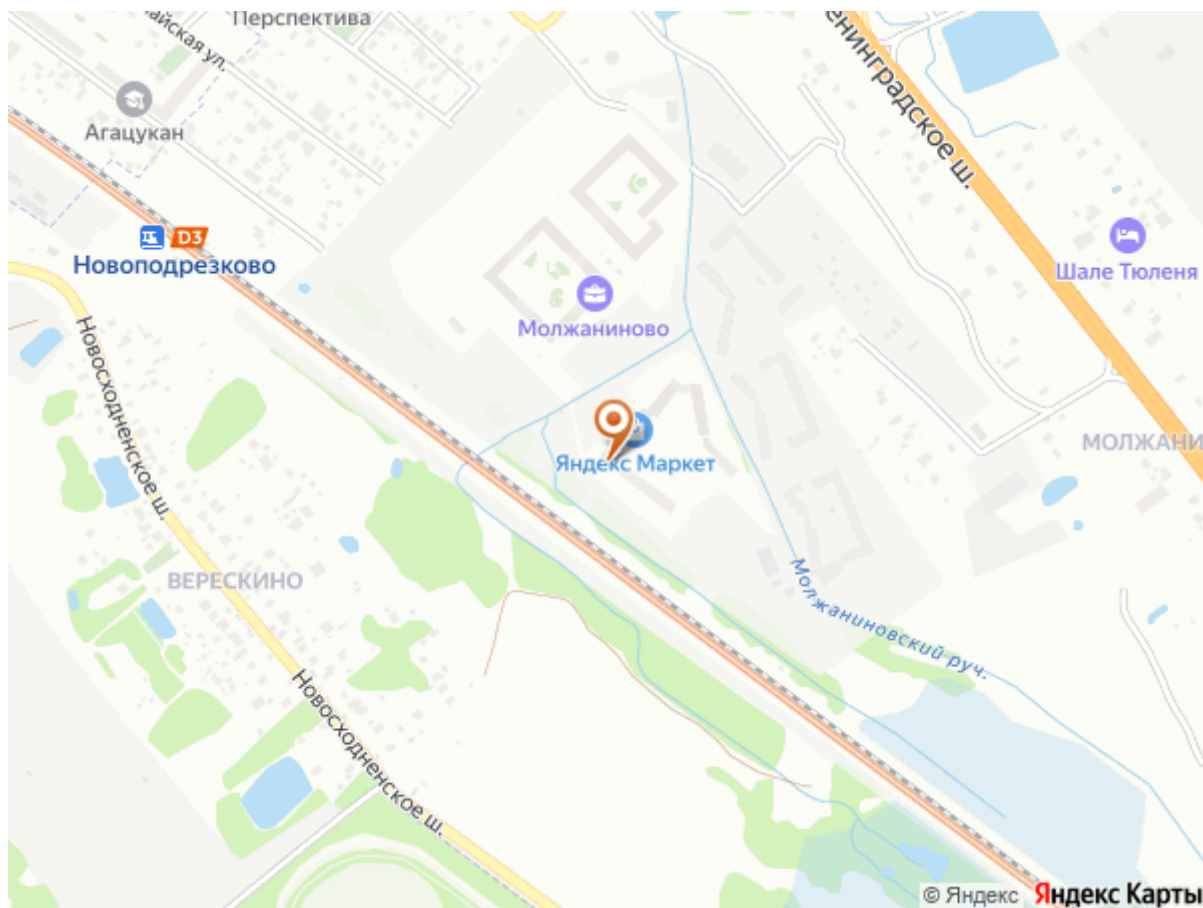 Перспектива
айская ул.
Агацукан
енинградское ш.
D3
Новоподрезково
Шале Тюленя
Молжаниново
Новосходненское ш.
МОЛЖАНИ
Яндекс Маркет
ВЕРЕСКИНО
Молжаниновский руч.
Новосходненское ш.
© Яндекс Яндекс Карты